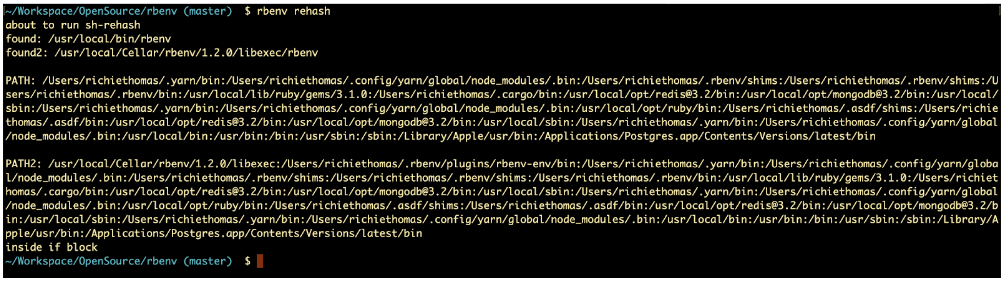 ~/Workspace/OpenSource/rbenv (master)  $ rbenv rehash
about to run sh-rehash
found: /usr/local/bin/rbenv
found2: /usr/local/Cellar/rbenv/1.2.0/libexec/rbenv
PATH: /Users/richiethomas/.yarn/bin:/Users/richiethomas/.config/yarn/global/node_modules/.bin:/Users/richiethomas/.rbenv/shims:/Users/richiethomas/.rbenv/shims:/U
sers/richiethomas/.rbenv/bin:/usr/local/lib/ruby/gems/3.1.0:/Users/richiethomas/.cargo/bin:/usr/local/opt/redis@3.2/bin:/usr/local/opt/mongodb@3.2/bin:/usr/local/
sbin:/Users/richiethomas/.yarn/bin:/Users/richiethomas/.config/yarn/global/node_modules/.bin:/usr/local/opt/ruby/bin:/Users/richiethomas/.asdf/shims:/Users/richie
thomas/.asdf/bin:/usr/local/opt/redis@3.2/bin:/usr/local/opt/mongodb@3.2/bin:/usr/local/sbin:/Users/richiethomas/.yarn/bin:/Users/richiethomas/.config/yarn/global
/node_modules/.bin:/usr/local/bin:/usr/bin:/bin:/usr/sbin:/sbin:/Library/Apple/usr/bin:/Applications/Postgres.app/Contents/Versions/latest/bin
PATH2: /usr/local/Cellar/rbenv/1.2.0/libexec:/Users/richiethomas/.rbenv/plugins/rbenv-env/bin:/Users/richiethomas/.yarn/bin:/Users/richiethomas/.config/yarn/globa
l/node_modules/.bin:/Users/richiethomas/.rbenv/shims:/Users/richiethomas/.rbenv/shims:/Users/richiethomas/.rbenv/bin:/usr/local/lib/ruby/gems/3.1.0:/Users/richiet
homas/.cargo/bin:/usr/local/opt/redis@3.2/bin:/usr/local/opt/mongodb@3.2/bin:/usr/local/sbin:/Users/richiethomas/.yarn/bin:/Users/richiethomas/.config/yarn/global
/node_modules/.bin:/usr/local/opt/ruby/bin:/Users/richiethomas/.asdf/shims:/Users/richiethomas/.asdf/bin:/usr/local/opt/redis@3.2/bin:/usr/local/opt/mongodb@3.2/b
in:/usr/local/sbin:/Users/richiethomas/.yarn/bin:/Users/richiethomas/.config/yarn/global/node_modules/.bin:/usr/local/bin:/usr/bin:/bin:/usr/sbin:/sbin:/Library/A
pple/usr/bin:/Applications/Postgres.app/Contents/Versions/latest/bin
inside if block
~/Workspace/OpenSource/rbenv (master)  $